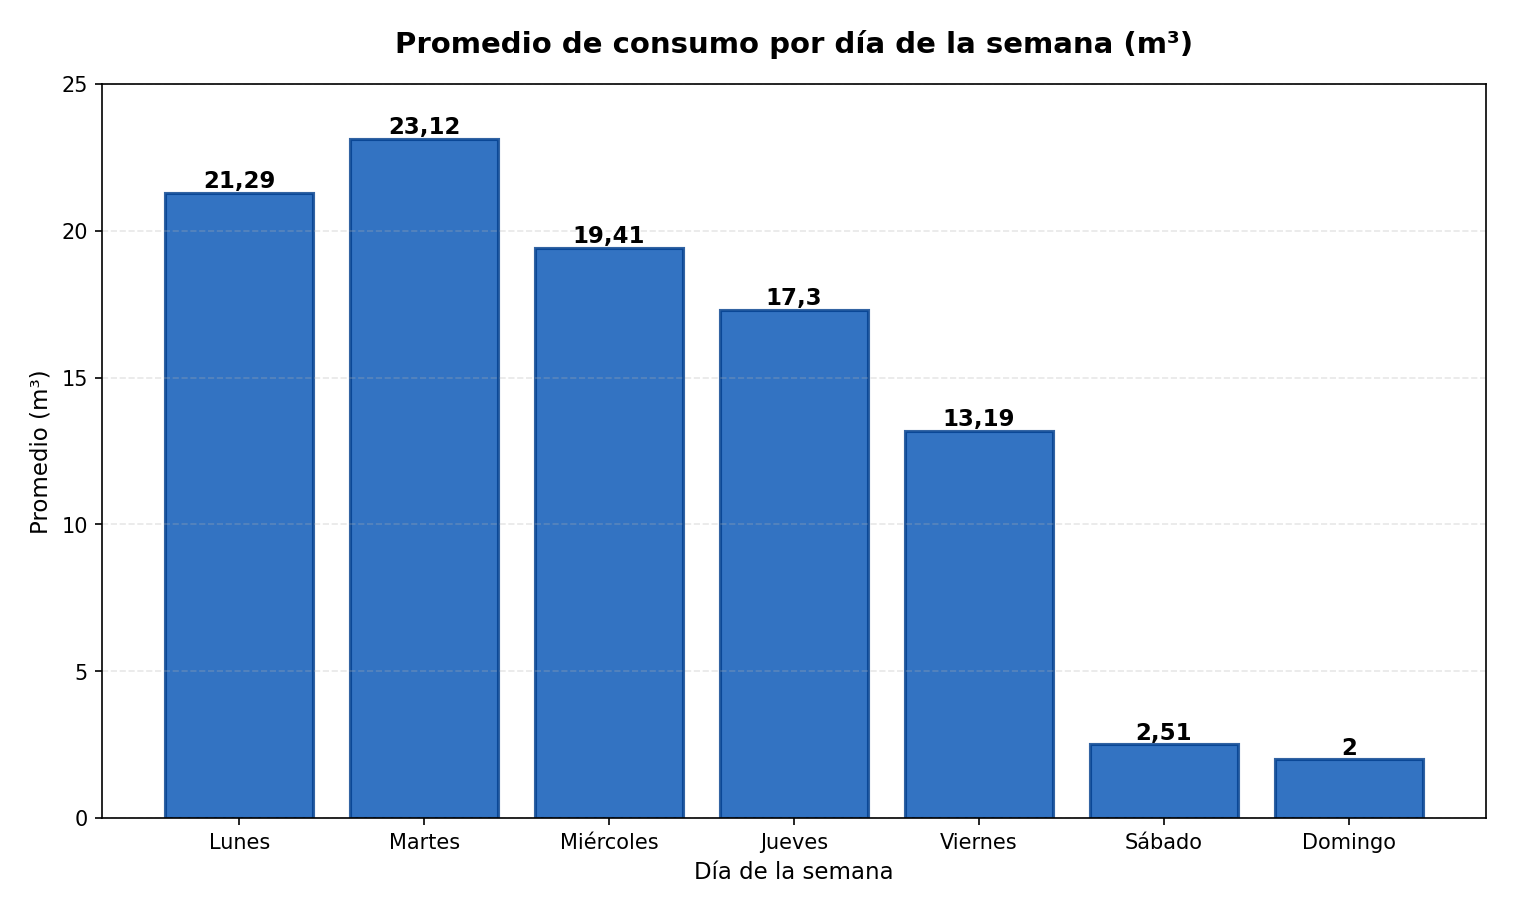 Promedio de consumo por día de la semana (m³)
Promedio (m³)
25
20
15
10
5
0
21,29
23,12
19,41
17,3
13,19
2,51
2
Lunes
Martes
Miércoles
Jueves
Viernes
Sábado
Domingo
Día de la semana